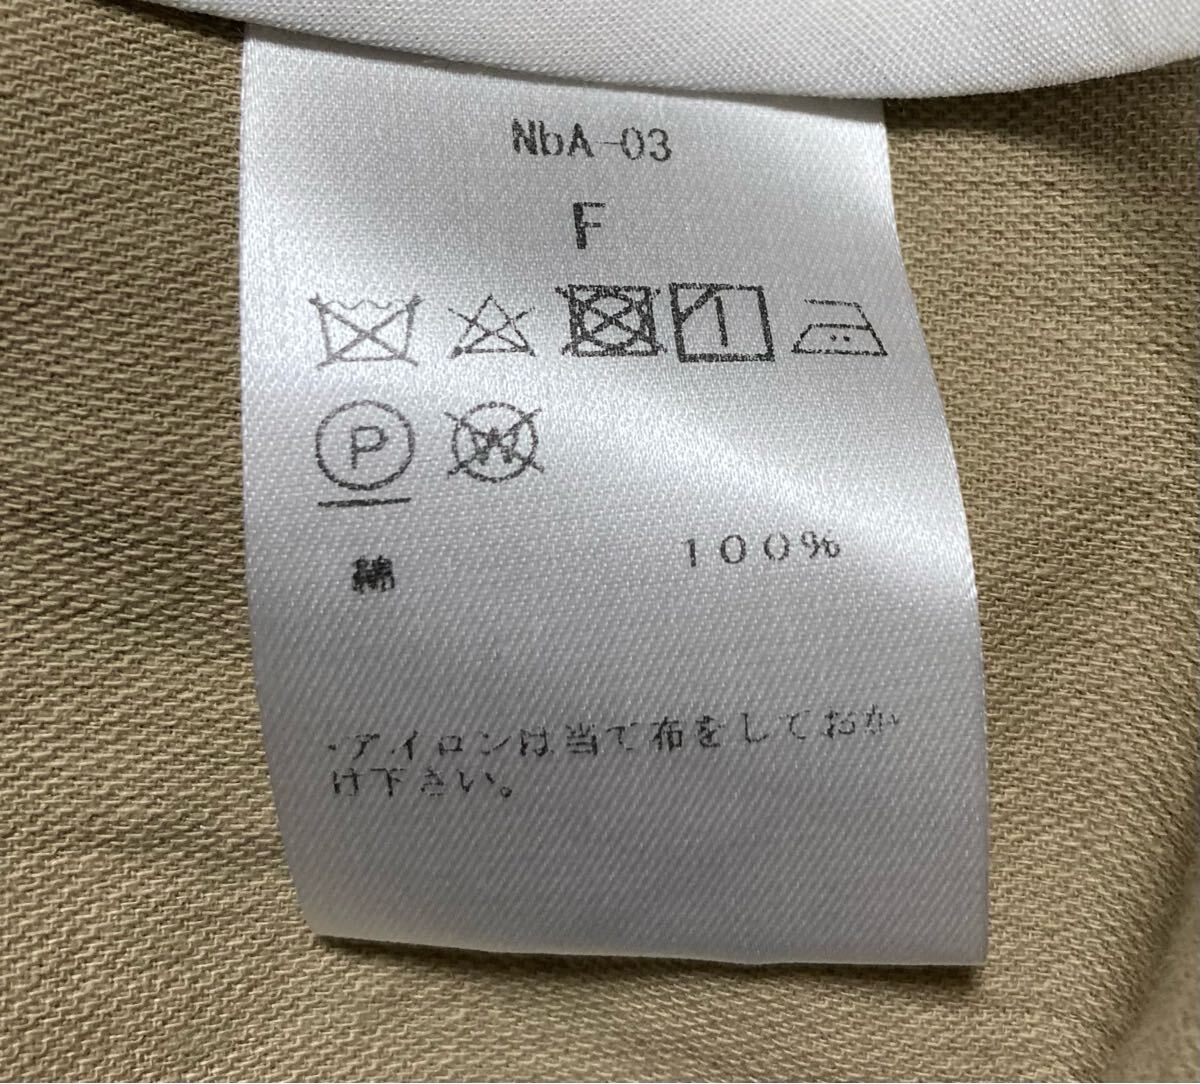 NbA-03
F
P W
綿 100%
・アイロンは当て布をしておか
け下さい。